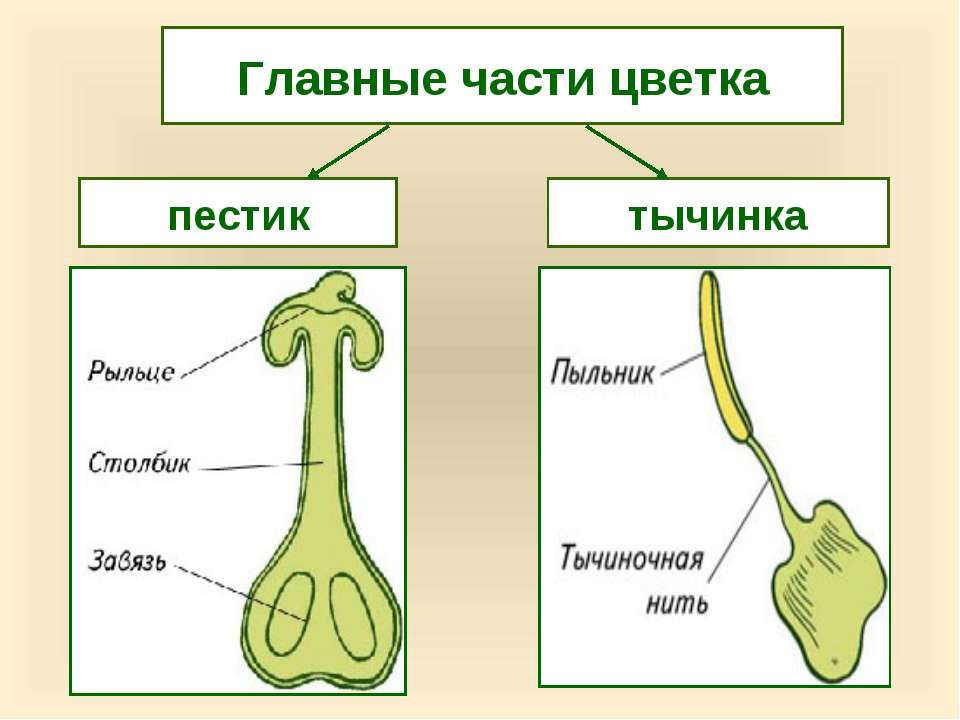 Главные части цветка
пестик
тычинка
Рыльце
Столбик
Завязь
Пыльник
Тычиночная
нить